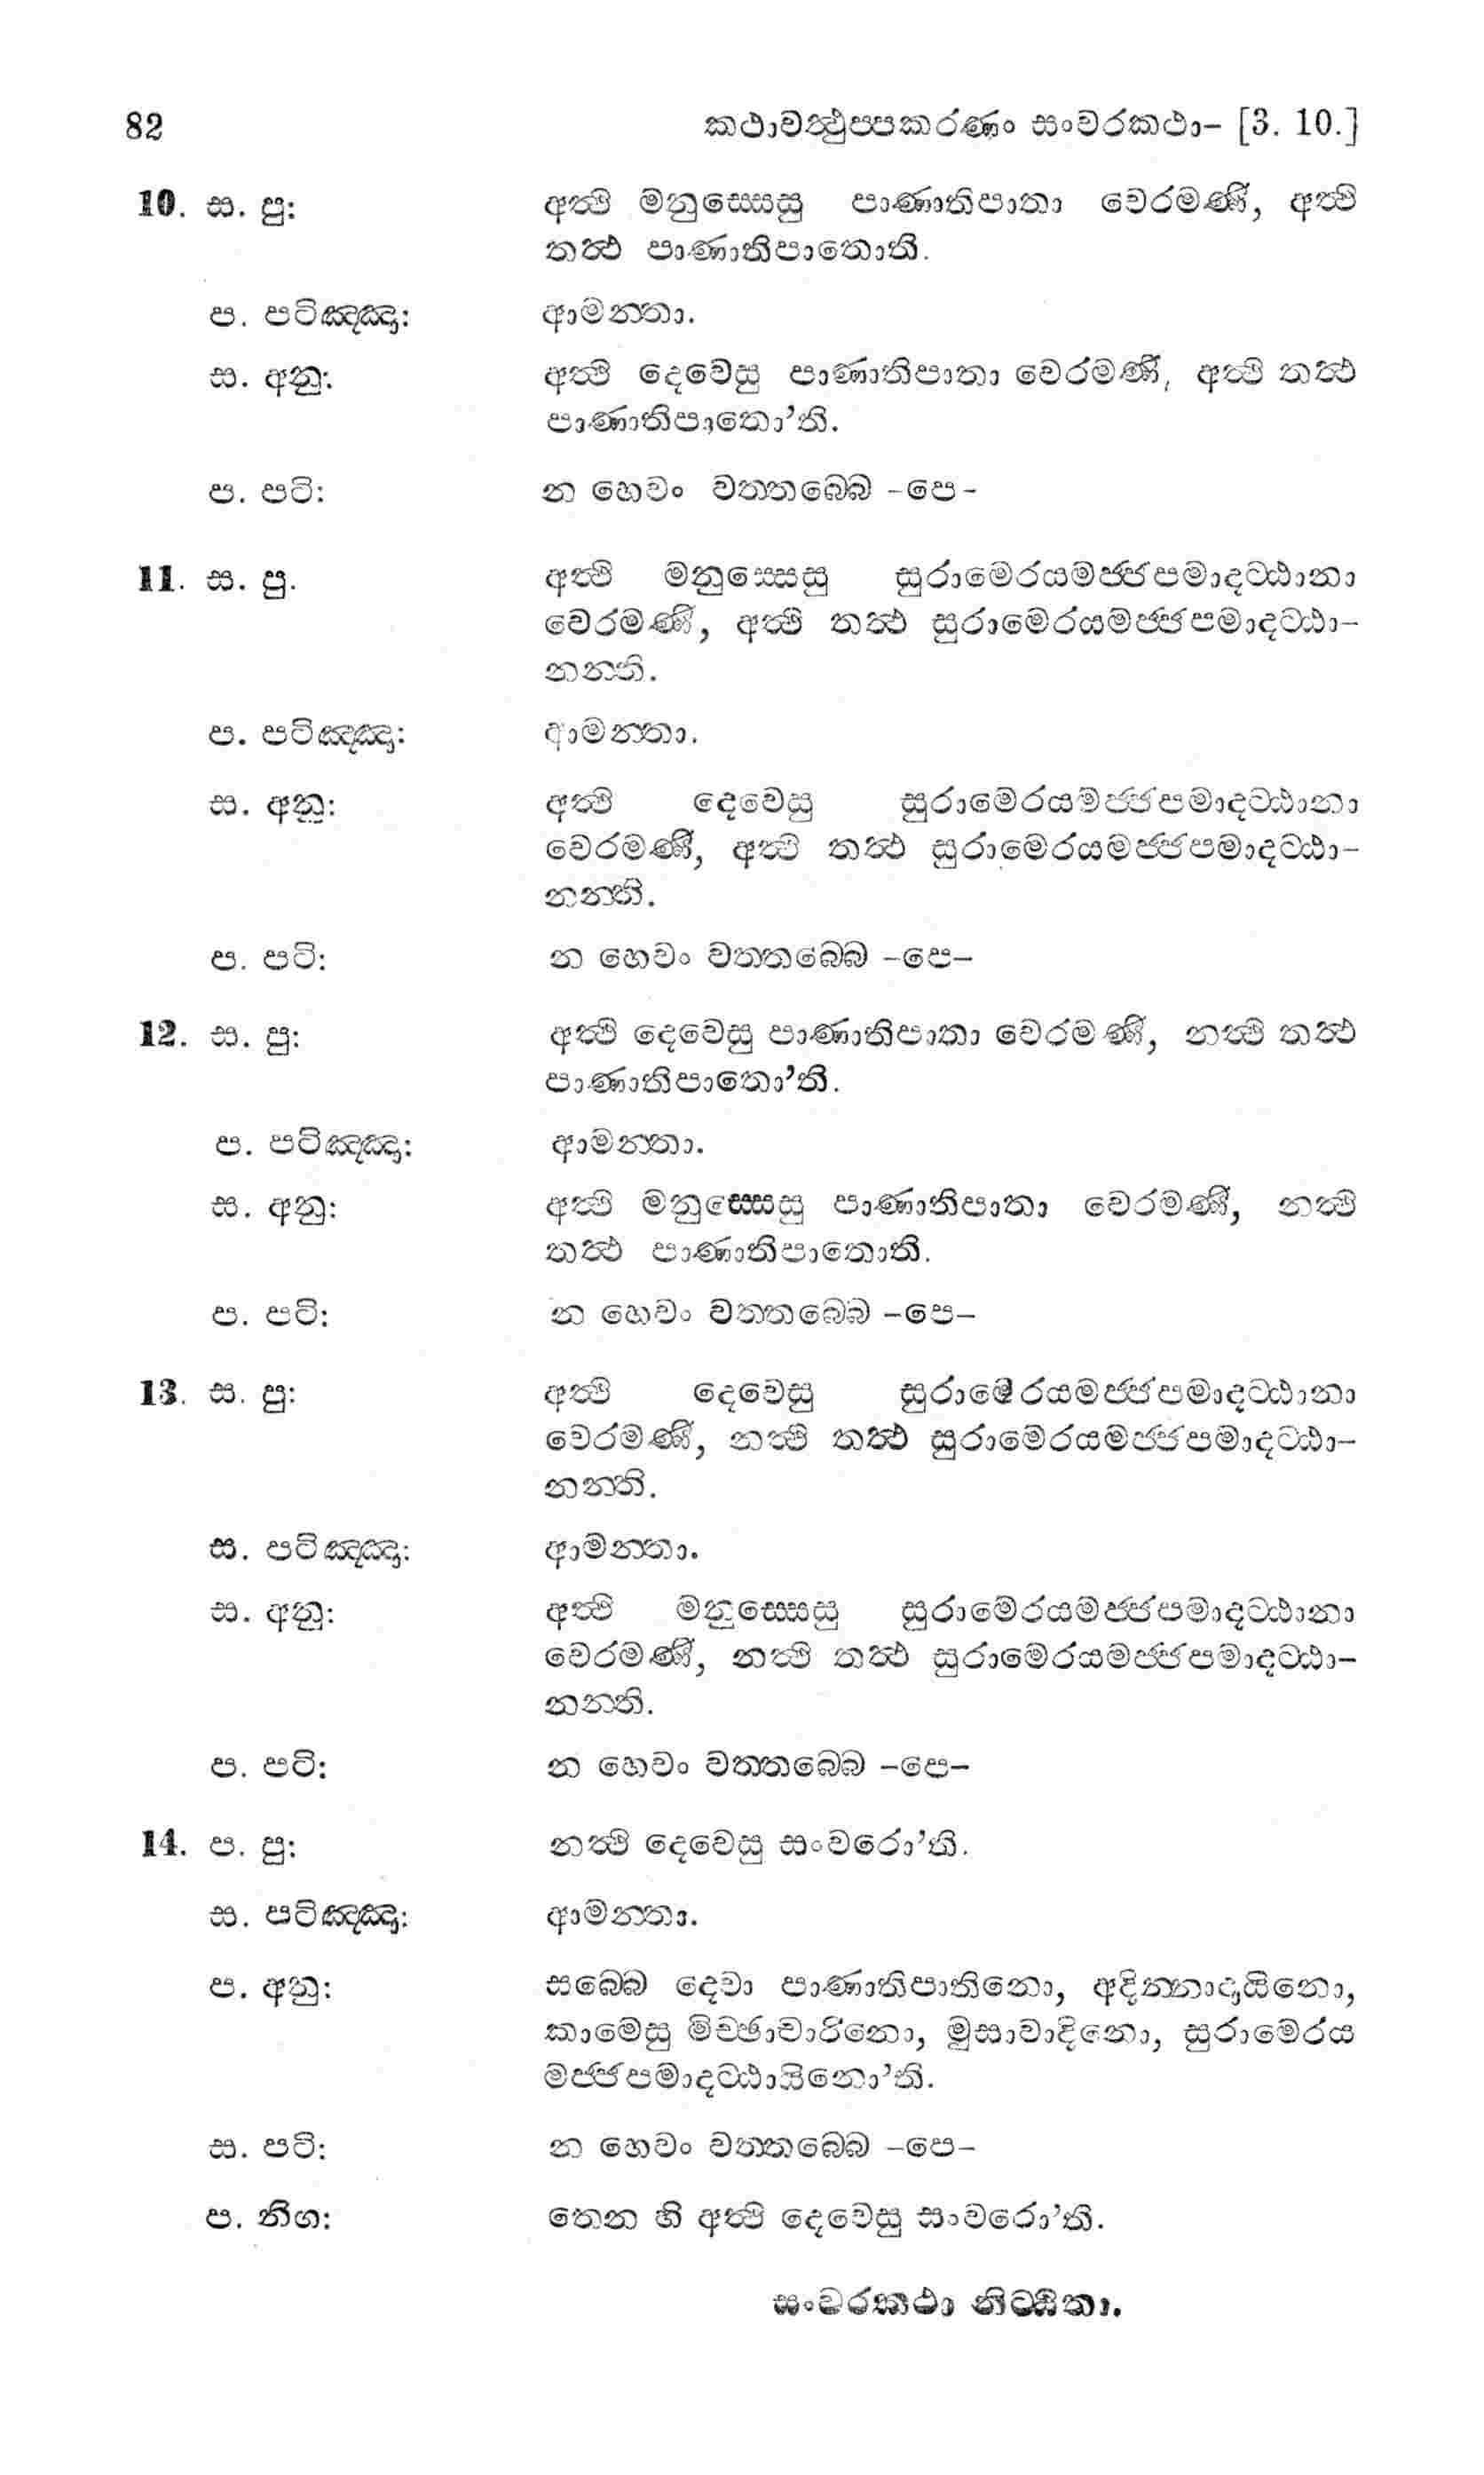 82 කථාවත්‍ථුප්පකරණං සංවරකථා– [3. 10.]
10. ස. පු: අත්‍ථි මනුස්සෙසු පාණාතිපාතා වෙරමණී, අත්‍ථි
තත්‍ථ පාණාතිපාතොති.
ප. පටිඤ්ඤා: ආමන්තා.
ස. අනු: අත්‍ථි දෙවෙසු පාණාතිපාතා වෙරමණී, අත්‍ථි තත්‍ථ
පාණාතිපාතො’ති.
ප. පටි: න හෙවං වත්තබ්බෙ -පෙ-
11. ස. පු. අත්‍ථි මනුස්සෙසු සුරාමෙරයමජ්ජපමාදට්ඨානා
වෙරමණී, අත්‍ථි තත්‍ථ සුරාමෙරයමජ්ජපමාදට්ඨා–
නන්ති.
ප. පටිඤ්ඤා: ආමන්තා.
ස. අනු: අත්‍ථි දෙවෙසු සුරාමෙරයමජ්ජපමාදට්ඨානා
වෙරමණී, අත්‍ථි තත්‍ථ සුරාමෙරයමජ්ජපමාදට්ඨා–
නන්ති.
ප. පටි: න හෙවං වත්තබ්බෙ –පෙ–
12. ස. පු: අත්‍ථි දෙවෙසු පාණාතිපාතා වෙරමණී, නත්‍ථි තත්‍ථ
පාණාතිපාතො’ති.
ප. පටිඤ්ඤා: ආමන්තා.
ස. අනු: අත්‍ථි මනුස්සෙසු පාණාතිපාතා වෙරමණී, නත්‍ථි
තත්‍ථ පාණාතිපාතොති.
ප. පටි: න හෙවං වත්තබ්බෙ –පෙ–
13. ස. පු: අත්‍ථි දෙවෙසු සුරාමෙරයමජ්ජපමාදට්ඨානා
වෙරමණී, නත්‍ථි තත්‍ථ සුරාමෙරයමජ්ජපමාදට්ඨා–
නන්ති.
ස. පටිඤ්ඤා: ආමන්තා.
ස. අනු: අත්‍ථි මනුස්සෙසු සුරාමෙරයමජ්ජපමාදට්ඨානා
වෙරමණී, නත්‍ථි තත්‍ථ සුරාමෙරයමජ්ජපමාදට්ඨා–
නන්ති.
ප. පටි: න හෙවං වත්තබ්බෙ –පෙ–
14. ප. පු: නත්‍ථි දෙවෙසු සංවරො’ති.
ස. පටිඤ්ඤා: ආමන්තා.
ප. අනු: සබ්බෙ දෙවා පාණාතිපාතිනො, අදින්නාදායිනො,
කාමෙසු මිච්ඡාචාරිනො, මුසාවාදිනො, සුරාමෙරය
මජ්ජපමාදට්ඨායිනො’ති.
ස. පටි: න හෙවං වත්තබ්බෙ –පෙ–
ප. නිග: තෙන හි අත්‍ථි දෙවෙසු සංවරො’ති.
සංවරකථා නිට්ඨිතා.